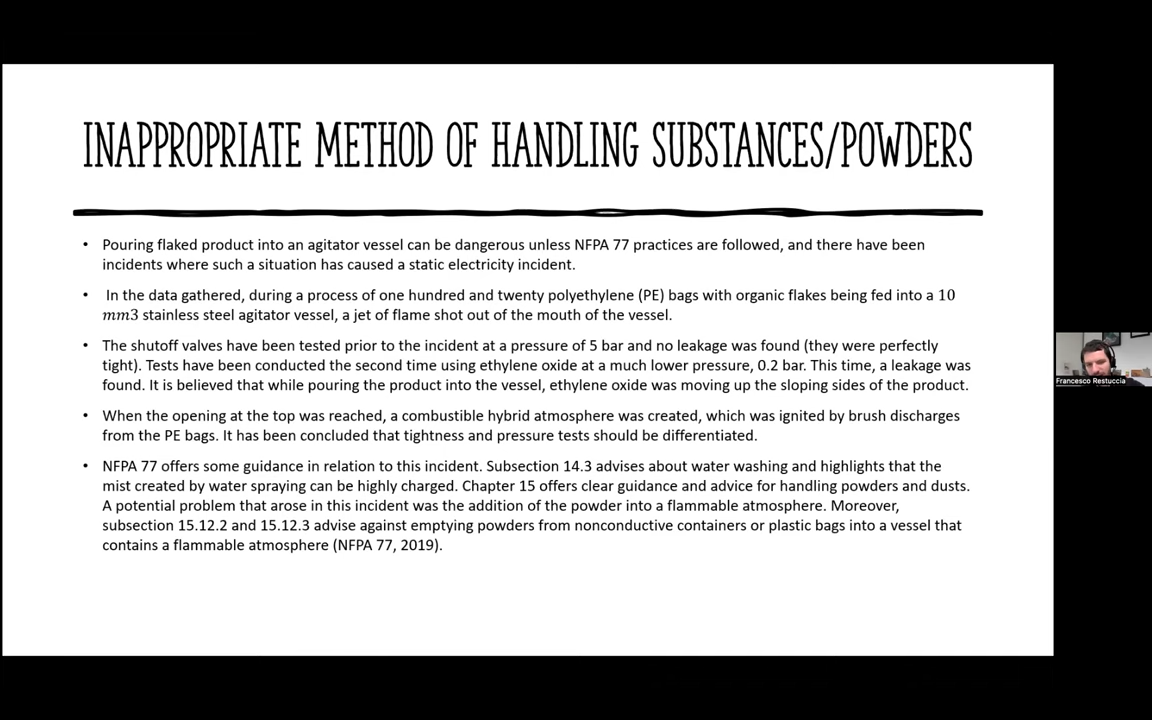 INAPPROPRIATE METHOD OF HANDLING SUBSTANCES/POWDERS
• Pouring flaked product into an agitator vessel can be dangerous unless NFPA 77 practices are followed, and there have been
incidents where such a situation has caused a static electricity incident.
• In the data gathered, during a process of one hundred and twenty polyethylene (PE) bags with organic flakes being fed into a 10
mm3 stainless steel agitator vessel, a jet of flame shot out of the mouth of the vessel.
• The shutoff valves have been tested prior to the incident at a pressure of 5 bar and no leakage was found (they were perfectly
tight). Tests have been conducted the second time using ethylene oxide at a much lower pressure, 0.2 bar. This time, a leakage was
found. It is believed that while pouring the product into the vessel, ethylene oxide was moving up the sloping sides of the product.
• When the opening at the top was reached, a combustible hybrid atmosphere was created, which was ignited by brush discharges
from the PE bags. It has been concluded that tightness and pressure tests should be differentiated.
• NFPA 77 offers some guidance in relation to this incident. Subsection 14.3 advises about water washing and highlights that the
mist created by water spraying can be highly charged. Chapter 15 offers clear guidance and advice for handling powders and dusts.
A potential problem that arose in this incident was the addition of the powder into a flammable atmosphere. Moreover,
subsection 15.12.2 and 15.12.3 advise against emptying powders from nonconductive containers or plastic bags into a vessel that
contains a flammable atmosphere (NFPA 77, 2019).
Francesco Restuccia